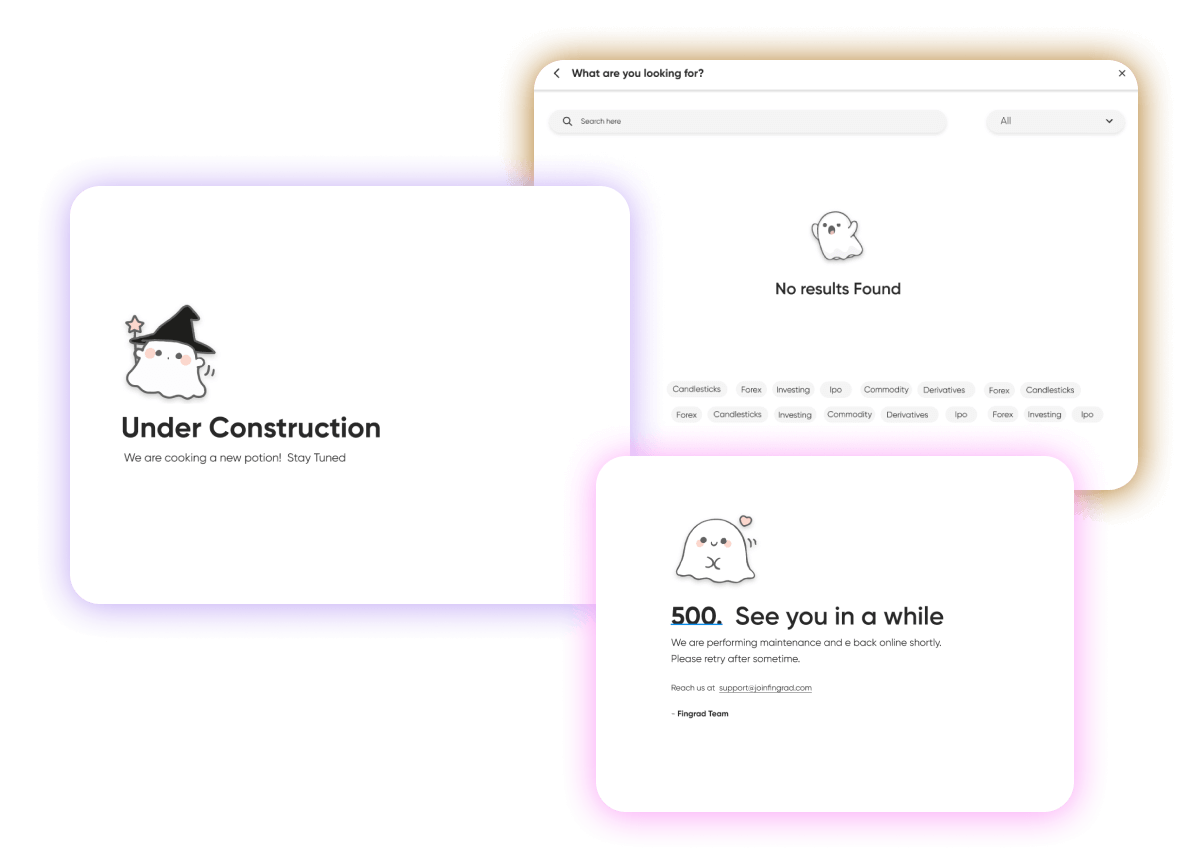 What are you looking for?
Search here
All
No results Found
Candlesticks Forex Investing Ipo Commodity Derivatives Forex Candlesticks
Forex Candlesticks Investing Commodity Derivatives Ipo Forex Investing Ipo
Under Construction
We are cooking a new potion! Stay Tuned
500. See you in a while
We are performing maintenance and e back online shortly.
Please retry after sometime.
Reach us at support@joinfingrad.com
- Fingrad Team